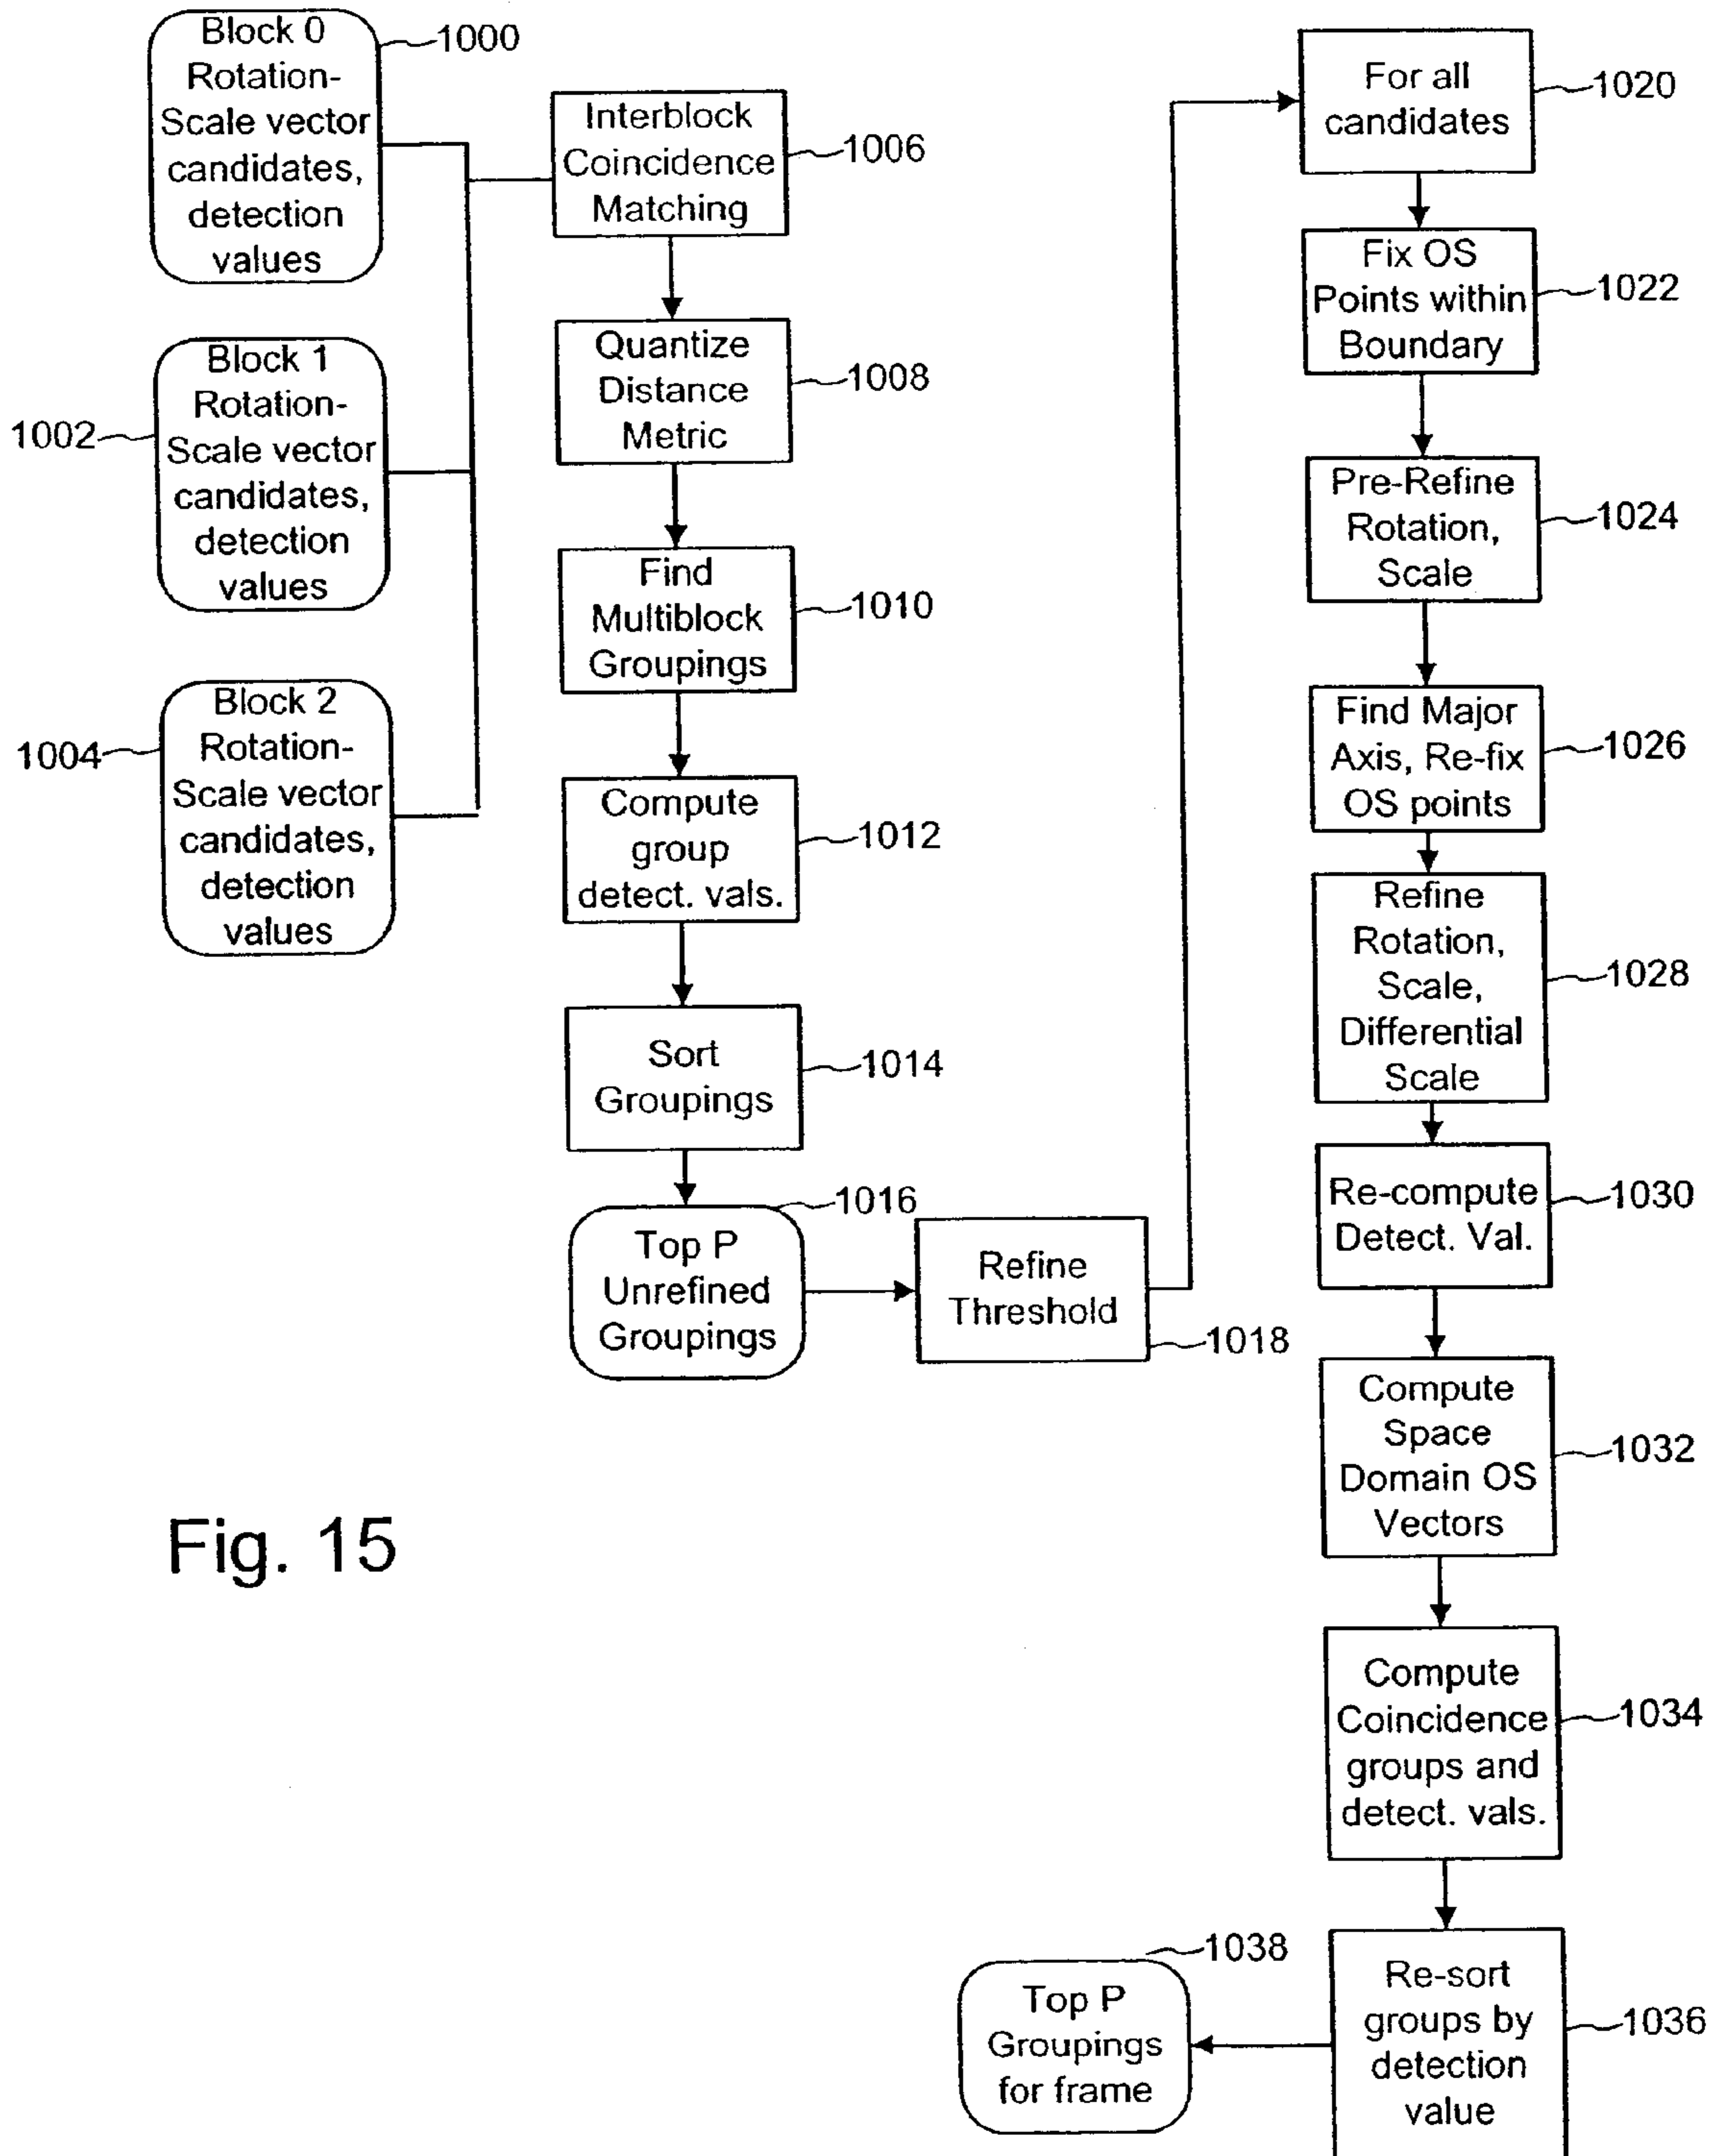 Block 0
Rotation-
Scale vector
candidates,
detection
values
1000
Block 1
Rotation-
Scale vector
candidates,
detection
values
1002
Block 2
Rotation-
Scale vector
candidates,
detection
values
1004
Interblock
Coincidence
Matching
1006
Quantize
Distance
Metric
1008
Find
Multiblock
Groupings
1010
Compute
group
detect. vals.
1012
Sort
Groupings
1014
Top P
Unrefined
Groupings
1016
Refine
Threshold
1018
For all
candidates
1020
Fix OS
Points within
Boundary
1022
Pre-Refine
Rotation,
Scale
1024
Find Major
Axis, Re-fix
OS points
1026
Refine
Rotation,
Scale,
Differential
Scale
1028
Re-compute
Detect. Val.
1030
Compute
Space
Domain OS
Vectors
1032
Compute
Coincidence
groups and
detect. vals.
1034
Re-sort
groups by
detection
value
1036
Top P
Groupings
for frame
1038
Fig. 15